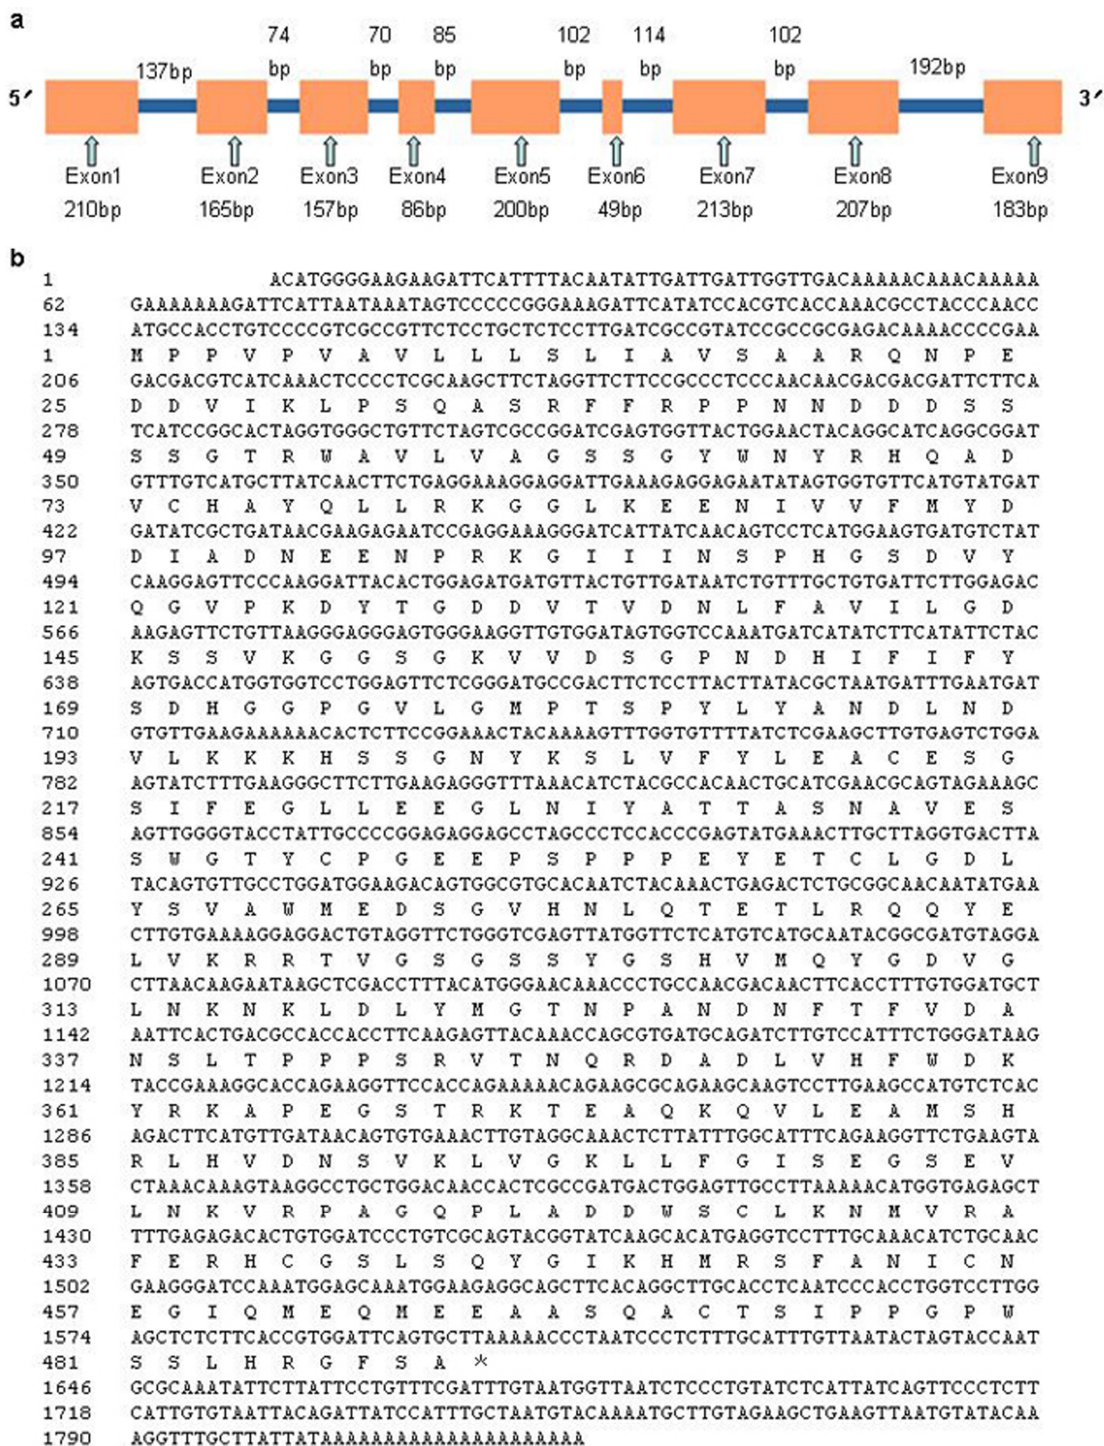 a
74 70 85 102 114 102
137bp bp bp bp bp bp bp 192bp
5′ 3′
Exon1 Exon2 Exon3 Exon4 Exon5 Exon6 Exon7 Exon8 Exon9
210bp 165bp 157bp 86bp 200bp 49bp 213bp 207bp 183bp
b
1 ACATGGGGAAGAAGATTCATTTTACAATATTGATTGATTGGTTGACAAAAACAAACAAAAA
62 GAAAAAAAGATTCATTAATAAATAGTCCCCCGGGAAAGATTCATATCCACGTCACCAAACGCCTACCCAACC
134 ATGCCACCTGTCCCCGTCGCCGTTCTCCTGCTCTCCTTGATCGCCGTATCCGCCGCGAGACAAAACCCCGAA
1 M P P V P V A V L L L S L I A V S A A R Q N P E
206 GACGACGTCATCAAACTCCCCTCGCAAGCTTCTAGGTTCTTCCGCCCTCCCAACAACGACGACGATTCTTCA
25 D D V I K L P S Q A S R F F R P P N N D D D S S
278 TCATCCGGCACTAGGTGGGCTGTTCTAGTCGCCGGATCGAGTGGTTACTGGAACTACAGGCATCAGGCGGAT
49 S S G T R W A V L V A G S S G Y W N Y R H Q A D
350 GTTTGTCATGCTTATCAACTTCTGAGGAAAGGAGGATTGAAAGAGGAGAATATAGTGGTGTTCATGTATGAT
73 V C H A Y Q L L R K G G L K E E N I V V F M Y D
422 GATATCGCTGATAACGAAGAGAATCCGAGGAAAGGGATCATTATCAACAGTCCTCATGGAAGTGATGTCTAT
97 D I A D N E E N P R K G I I I N S P H G S D V Y
494 CAAGGAGTTCCCAAGGATTACACTGGAGATGATGTTACTGTTGATAATCTGTTTGCTGTGATTCTTGGAGAC
121 Q G V P K D Y T G D D V T V D N L F A V I L G D
566 AAGAGTTCTGTTAAGGGAGGGAGTGGGAAGGTTGTGGATAGTGGTCCAAATGATCATATCTTCATATTCTAC
145 K S S V K G G S G K V V D S G P N D H I F I F Y
638 AGTGACCATGGTGGTCCTGGAGTTCTCGGGATGCCGACTTCTCCTTACTTATACGCTAATGATTTGAATGAT
169 S D H G G P G V L G M P T S P Y L Y A N D L N D
710 GTGTTGAAGAAAAAACACTCTTCCGGAAACTACAAAAGTTTGGTGTTTTATCTCGAAGCTTGTGAGTCTGGA
193 V L K K K H S S G N Y K S L V F Y L E A C E S G
782 AGTATCTTTGAAGGGCTTCTTGAAGAGGGTTTAAACATCTACGCCACAACTGCATCGAACGCAGTAGAAAGC
217 S I F E G L L E E G L N I Y A T T A S N A V E S
854 AGTTGGGGTACCTATTGCCCCGGAGAGGAGCCTAGCCCTCCACCCGAGTATGAAACTTGCTTAGGTGACTTA
241 S W G T Y C P G E E P S P P P E Y E T C L G D L
926 TACAGTGTTGCCTGGATGGAAGACAGTGGCGTGCACAATCTACAAACTGAGACTCTGCGGCAACAATATGAA
265 Y S V A W M E D S G V H N L Q T E T L R Q Q Y E
998 CTTGTGAAAAGGAGGACTGTAGGTTCTGGGTCGAGTTATGGTTCTCATGTCATGCAATACGGCGATGTAGGA
289 L V K R R T V G S G S S Y G S H V M Q Y G D V G
1070 CTTAACAAGAATAAGCTCGACCTTTACATGGGAACAAACCCTGCCAACGACAACTTCACCTTTGTGGATGCT
313 L N K N K L D L Y M G T N P A N D N F T F V D A
1142 AATTCACTGACGCCACCACCTTCAAGAGTTACAAACCAGCGTGATGCAGATCTTGTCCATTTCTGGGATAAG
337 N S L T P P P S R V T N Q R D A D L V H F W D K
1214 TACCGAAAGGCACCAGAAGGTTCCACCAGAAAAACAGAAGCGCAGAAGCAAGTCCTTGAAGCCATGTCTCAC
361 Y R K A P E G S T R K T E A Q K Q V L E A M S H
1286 AGACTTCATGTTGATAACAGTGTGAAACTTGTAGGCAAACTCTTATTTGGCATTTCAGAAGGTTCTGAAGTA
385 R L H V D N S V K L V G K L L F G I S E G S E V
1358 CTAAACAAAGTAAGGCCTGCTGGACAACCACTCGCCGATGACTGGAGTTGCCTTAAAAACATGGTGAGAGCT
409 L N K V R P A G Q P L A D D W S C L K N M V R A
1430 TTTGAGAGACACTGTGGATCCCTGTCGCAGTACGGTATCAAGCACATGAGGTCCTTTGCAAACATCTGCAAC
433 F E R H C G S L S Q Y G I K H M R S F A N I C N
1502 GAAGGGATCCAAATGGAGCAAATGGAAGAGGCAGCTTCACAGGCTTGCACCTCAATCCCACCTGGTCCTTGG
457 E G I Q M E Q M E E A A S Q A C T S I P P G P W
1574 AGCTCTCTTCACCGTGGATTCAGTGCTTAAAAACCCTAATCCCTCTTTGCATTTGTTAATACTAGTACCAAT
481 S S L H R G F S A *
1646 GCGCAAATATTCTTATTCCTGTTTCGATTTGTAATGGTTAATCTCCCTGTATCTCATTATCAGTTCCCTCTT
1718 CATTGTGTAATTACAGATTATCCATTTGCTAATGTACAAAATGCTTGTAGAAGCTGAAGTTAATGTATACAA
1790 AGGTTTGCTTATTATAAAAAAAAAAAAAAAAAAAAA